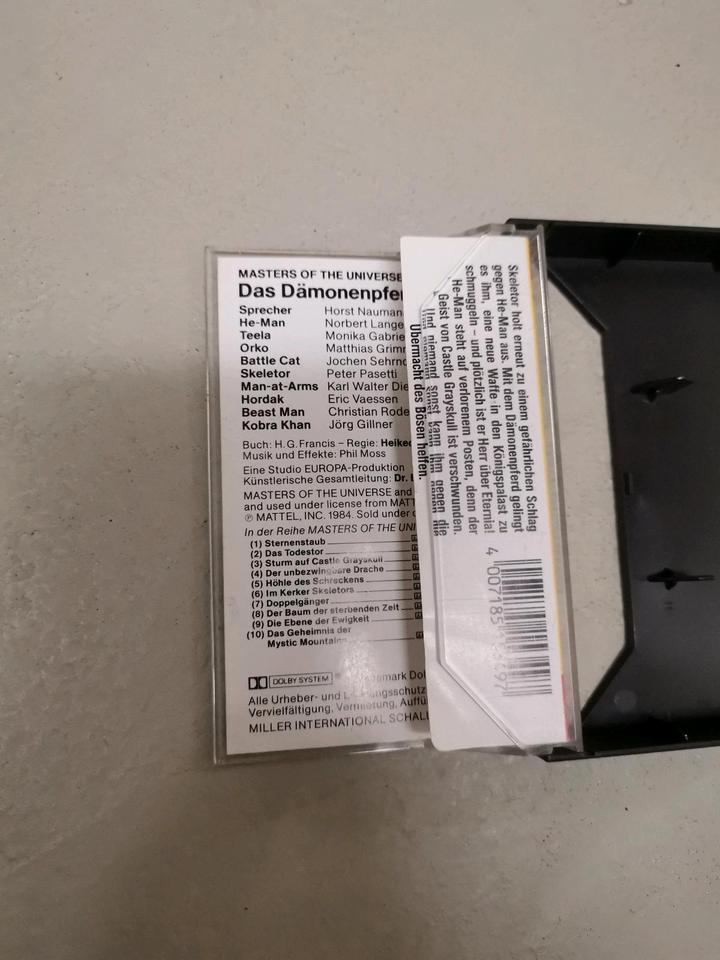 MASTERS OF THE UNIVERSE
Das Dämonenpfe
Sprecher Horst Nauman
He-Man Norbert Lange
Teela Monika Gabrie
Orko Matthias Grimm
Battle Cat Jochen Sehrnd
Skeletor Peter Pasetti
Man-at-Arms Karl Walter Die
Hordak Eric Vaessen
Beast Man Christian Rode
Kobra Khan Jörg Gillner
Buch: H. G. Francis – Regie: Heiked
Musik und Effekte: Phil Moss
Eine Studio EUROPA-Produktion
Künstlerische Gesamtleitung: Dr.
MASTERS OF THE UNIVERSE and
and used under license from MATT
Ⓟ MATTEL, INC. 1984. Sold under
In der Reihe MASTERS OF THE UNI
(1) Sternenstaub
(2) Das Todestor
(3) Sturm auf Castle Grayskull
(4) Der unbezwingbare Drache
(5) Höhle des Schreckens
(6) Im Kerker Skeletors
(7) Doppelgänger
(8) Der Baum der sterbenden Zeit
(9) Die Ebene der Ewigkeit
(10) Das Geheimnis der
Mystic Mountains
DOLBY SYSTEM ® Dol
Alle Urheber- und
Vervielfältigung, Vermietung, Auffü
MILLER INTERNATIONAL SCHAL
Skeletor holt erneut zu einem gefährlichen Schlag
gegen He-Man aus. Mit dem Dämonenpferd gelingt
es ihm, eine neue Waffe in den Königspalast zu
schmuggeln – und plötzlich ist er Herr über Eternia!
He-Man steht auf verlorenem Posten, denn der
Geist von Castle Grayskull ist verschwunden.
Und niemand sonst kann ihm gegen die
Übermacht des Bösen helfen.
4 007185